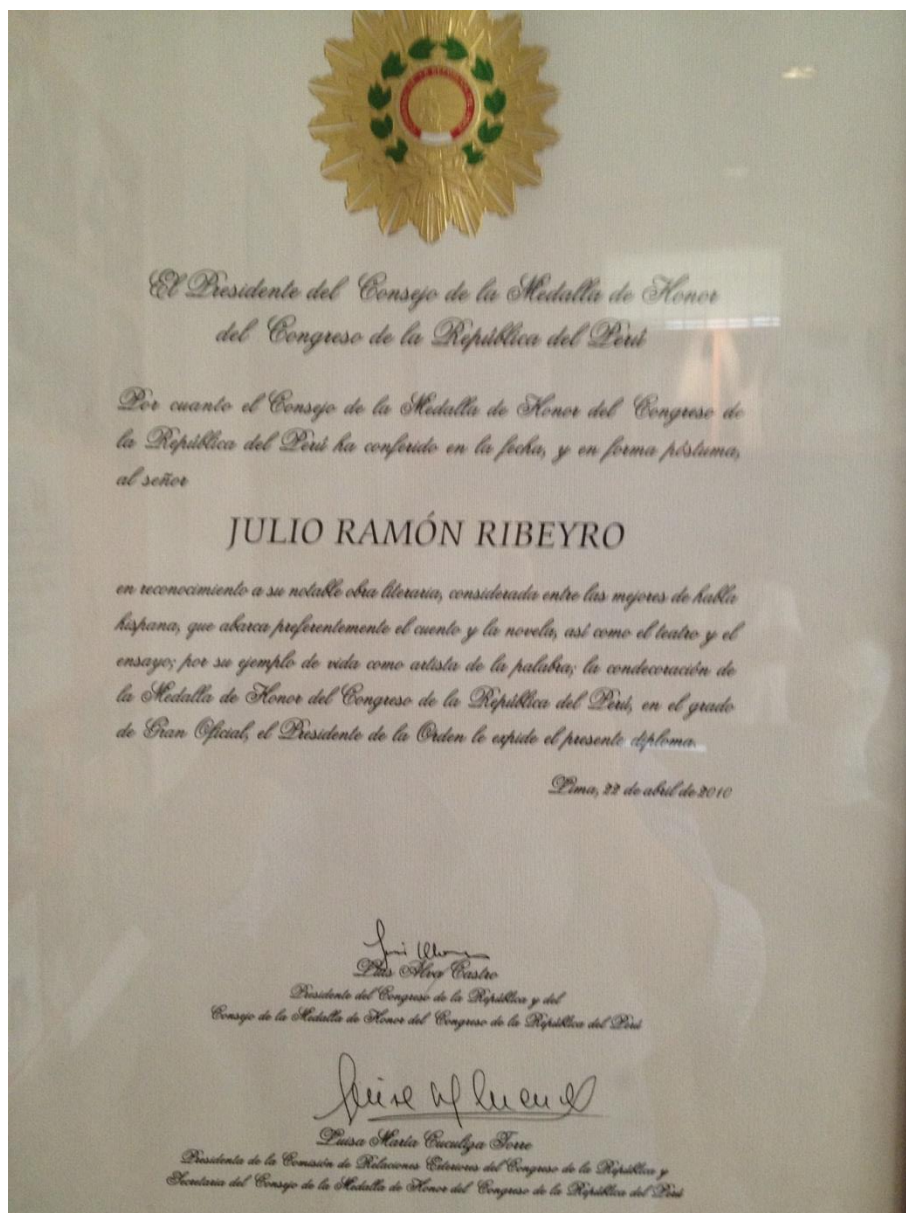 El Presidente del Consejo de la Medalla de Honor
del Congreso de la República del Perú
Por cuanto el Consejo de la Medalla de Honor del Congreso de
la República del Perú ha conferido en la fecha, y en forma póstuma,
al señor
JULIO RAMÓN RIBEYRO
en reconocimiento a su notable obra literaria, considerada entre las mejores de habla
hispana, que abarca preferentemente el cuento y la novela, así como el teatro y el
ensayo; por su ejemplo de vida como artista de la palabra; la condecoración de
la Medalla de Honor del Congreso de la República del Perú, en el grado
de Gran Oficial, el Presidente de la Orden le expide el presente diploma.
Lima, 22 de abril de 2010
Luis Alva Castro
Presidente del Congreso de la República y del
Consejo de la Medalla de Honor del Congreso de la República del Perú
Luisa María Cuculiza Torre
Presidenta de la Comisión de Relaciones Exteriores del Congreso de la República y
Secretaria del Consejo de la Medalla de Honor del Congreso de la República del Perú